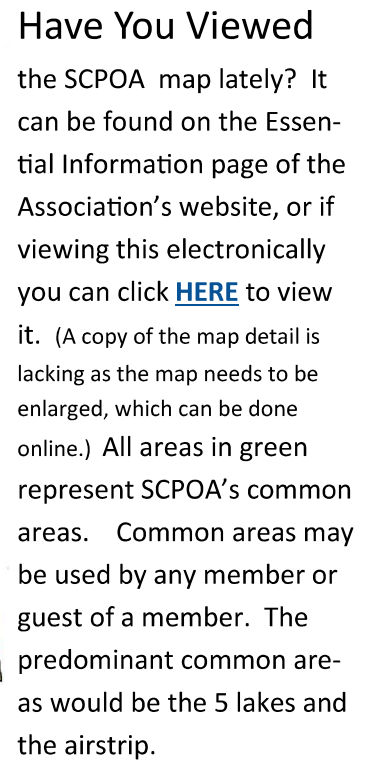 Have You Viewed
the SCPOA  map lately?  It
can be found on the Essen-
tial Information page of the
Association’s website, or if
viewing this electronically
you can click HERE to view
it.  (A copy of the map detail is
lacking as the map needs to be
enlarged, which can be done
online.)  All areas in green
represent SCPOA’s common
areas.   Common areas may
be used by any member or
guest of a member.  The
predominant common are-
as would be the 5 lakes and
the airstrip.